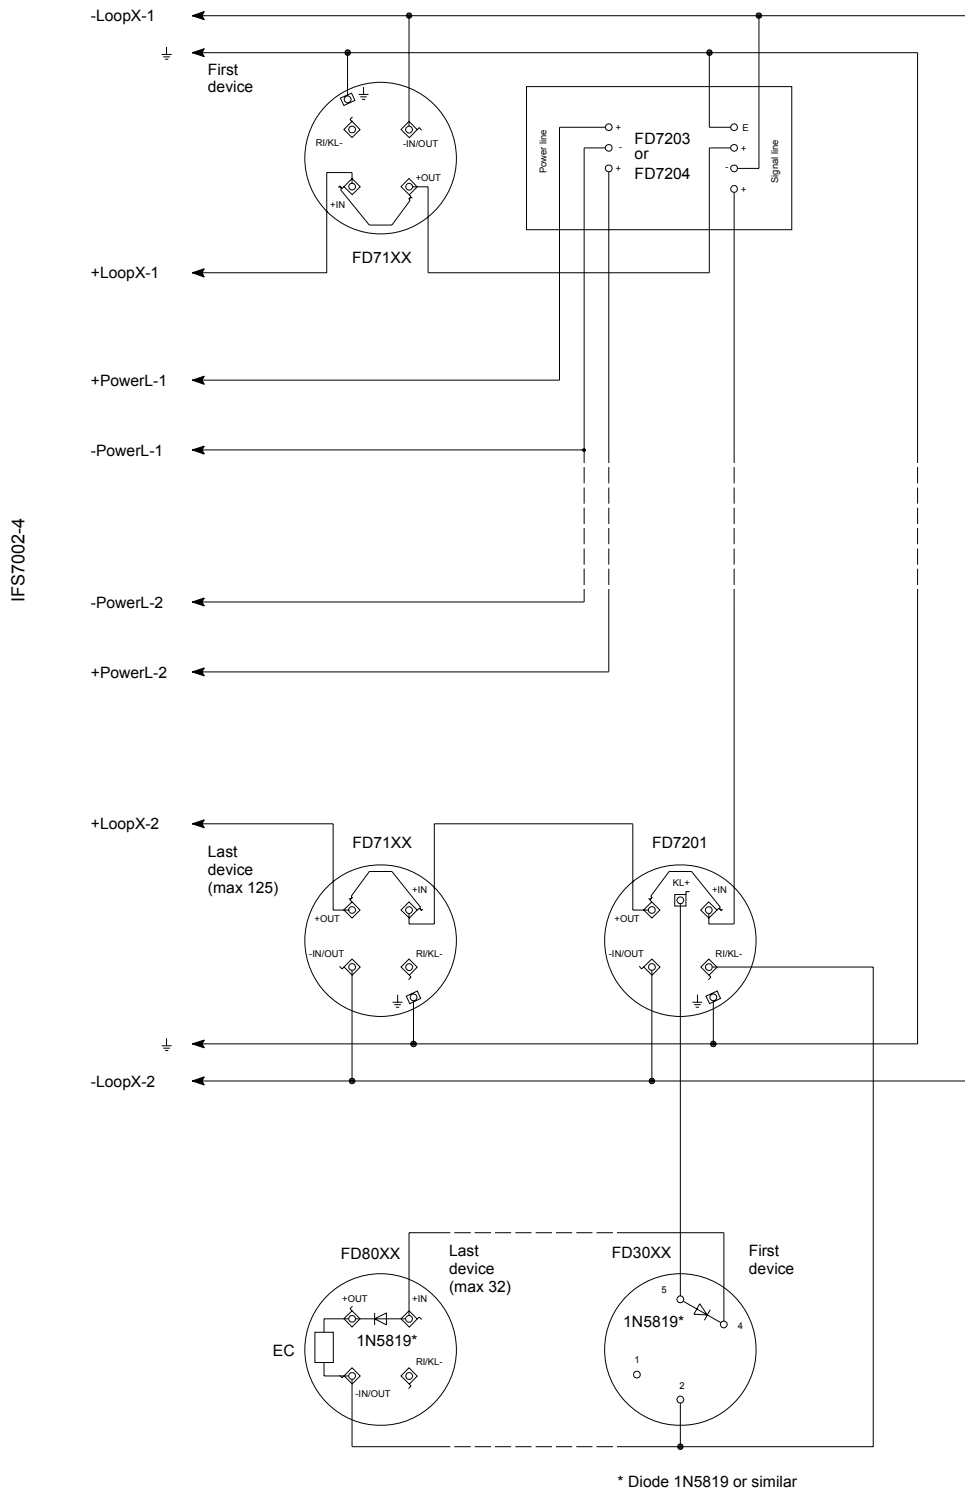 -LoopX-1
First
device
RI/KL-
-IN/OUT
+IN
+OUT
FD71XX
Power line
+
-
+
FD7203
or
FD7204
E
+
-
+
Signal line
+LoopX-1
+PowerL-1
-PowerL-1
IFS7002-4
-PowerL-2
+PowerL-2
+LoopX-2
Last
device
(max 125)
FD71XX
+OUT
+IN
-IN/OUT
RI/KL-
FD7201
KL+
+OUT
+IN
-IN/OUT
RI/KL-
-LoopX-2
FD80XX
Last
device
(max 32)
+OUT
+IN
1N5819*
EC
RI/KL-
-IN/OUT
FD30XX
First
device
5
1N5819*
4
1
2
* Diode 1N5819 or similar